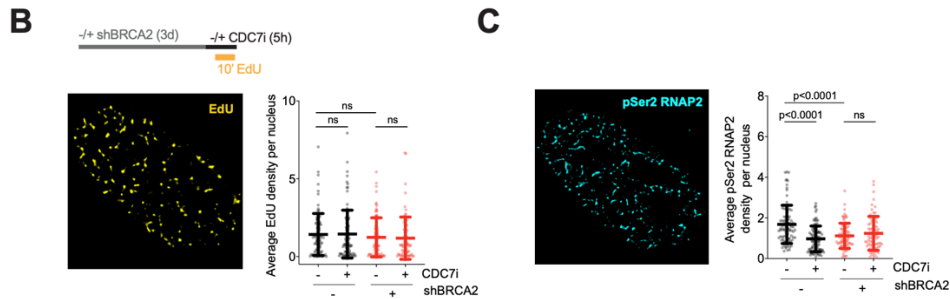 B
-/+ shBRCA2 (3d) -/+ CDC7i (5h)
10' EdU
EdU
Average EdU density per nucleus
10
5
0
ns
ns ns
- + - + CDC7i
- + shBRCA2
C
pSer2 RNAP2
Average pSer2 RNAP2
density per nucleus
8
6
4
2
0
p<0.0001
p<0.0001 ns
- + - + CDC7i
- + shBRCA2